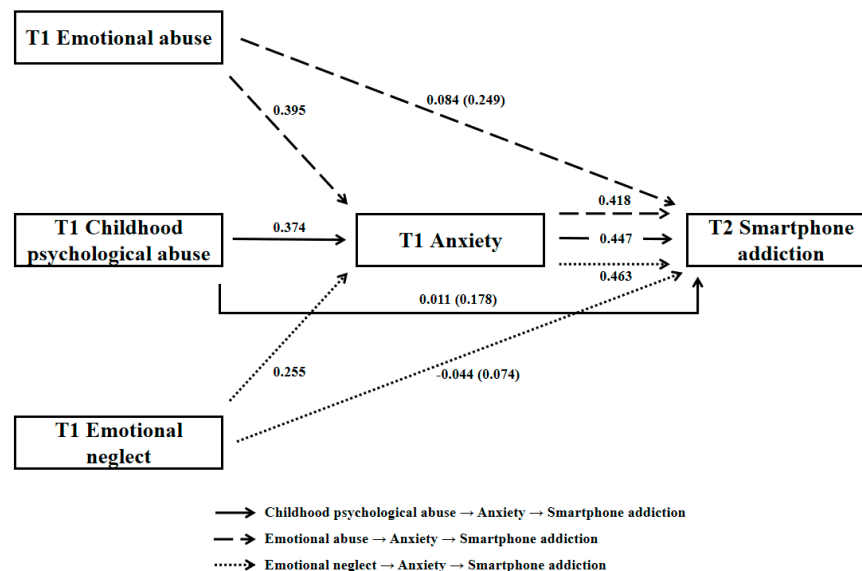 T1 Emotional abuse
0.084 (0.249)
0.395
0.418
T1 Childhood
psychological abuse
0.374
T1 Anxiety
0.447
T2 Smartphone
addiction
0.463
0.011 (0.178)
0.255
-0.044 (0.074)
T1 Emotional
neglect
Childhood psychological abuse → Anxiety → Smartphone addiction
Emotional abuse → Anxiety → Smartphone addiction
Emotional neglect → Anxiety → Smartphone addiction